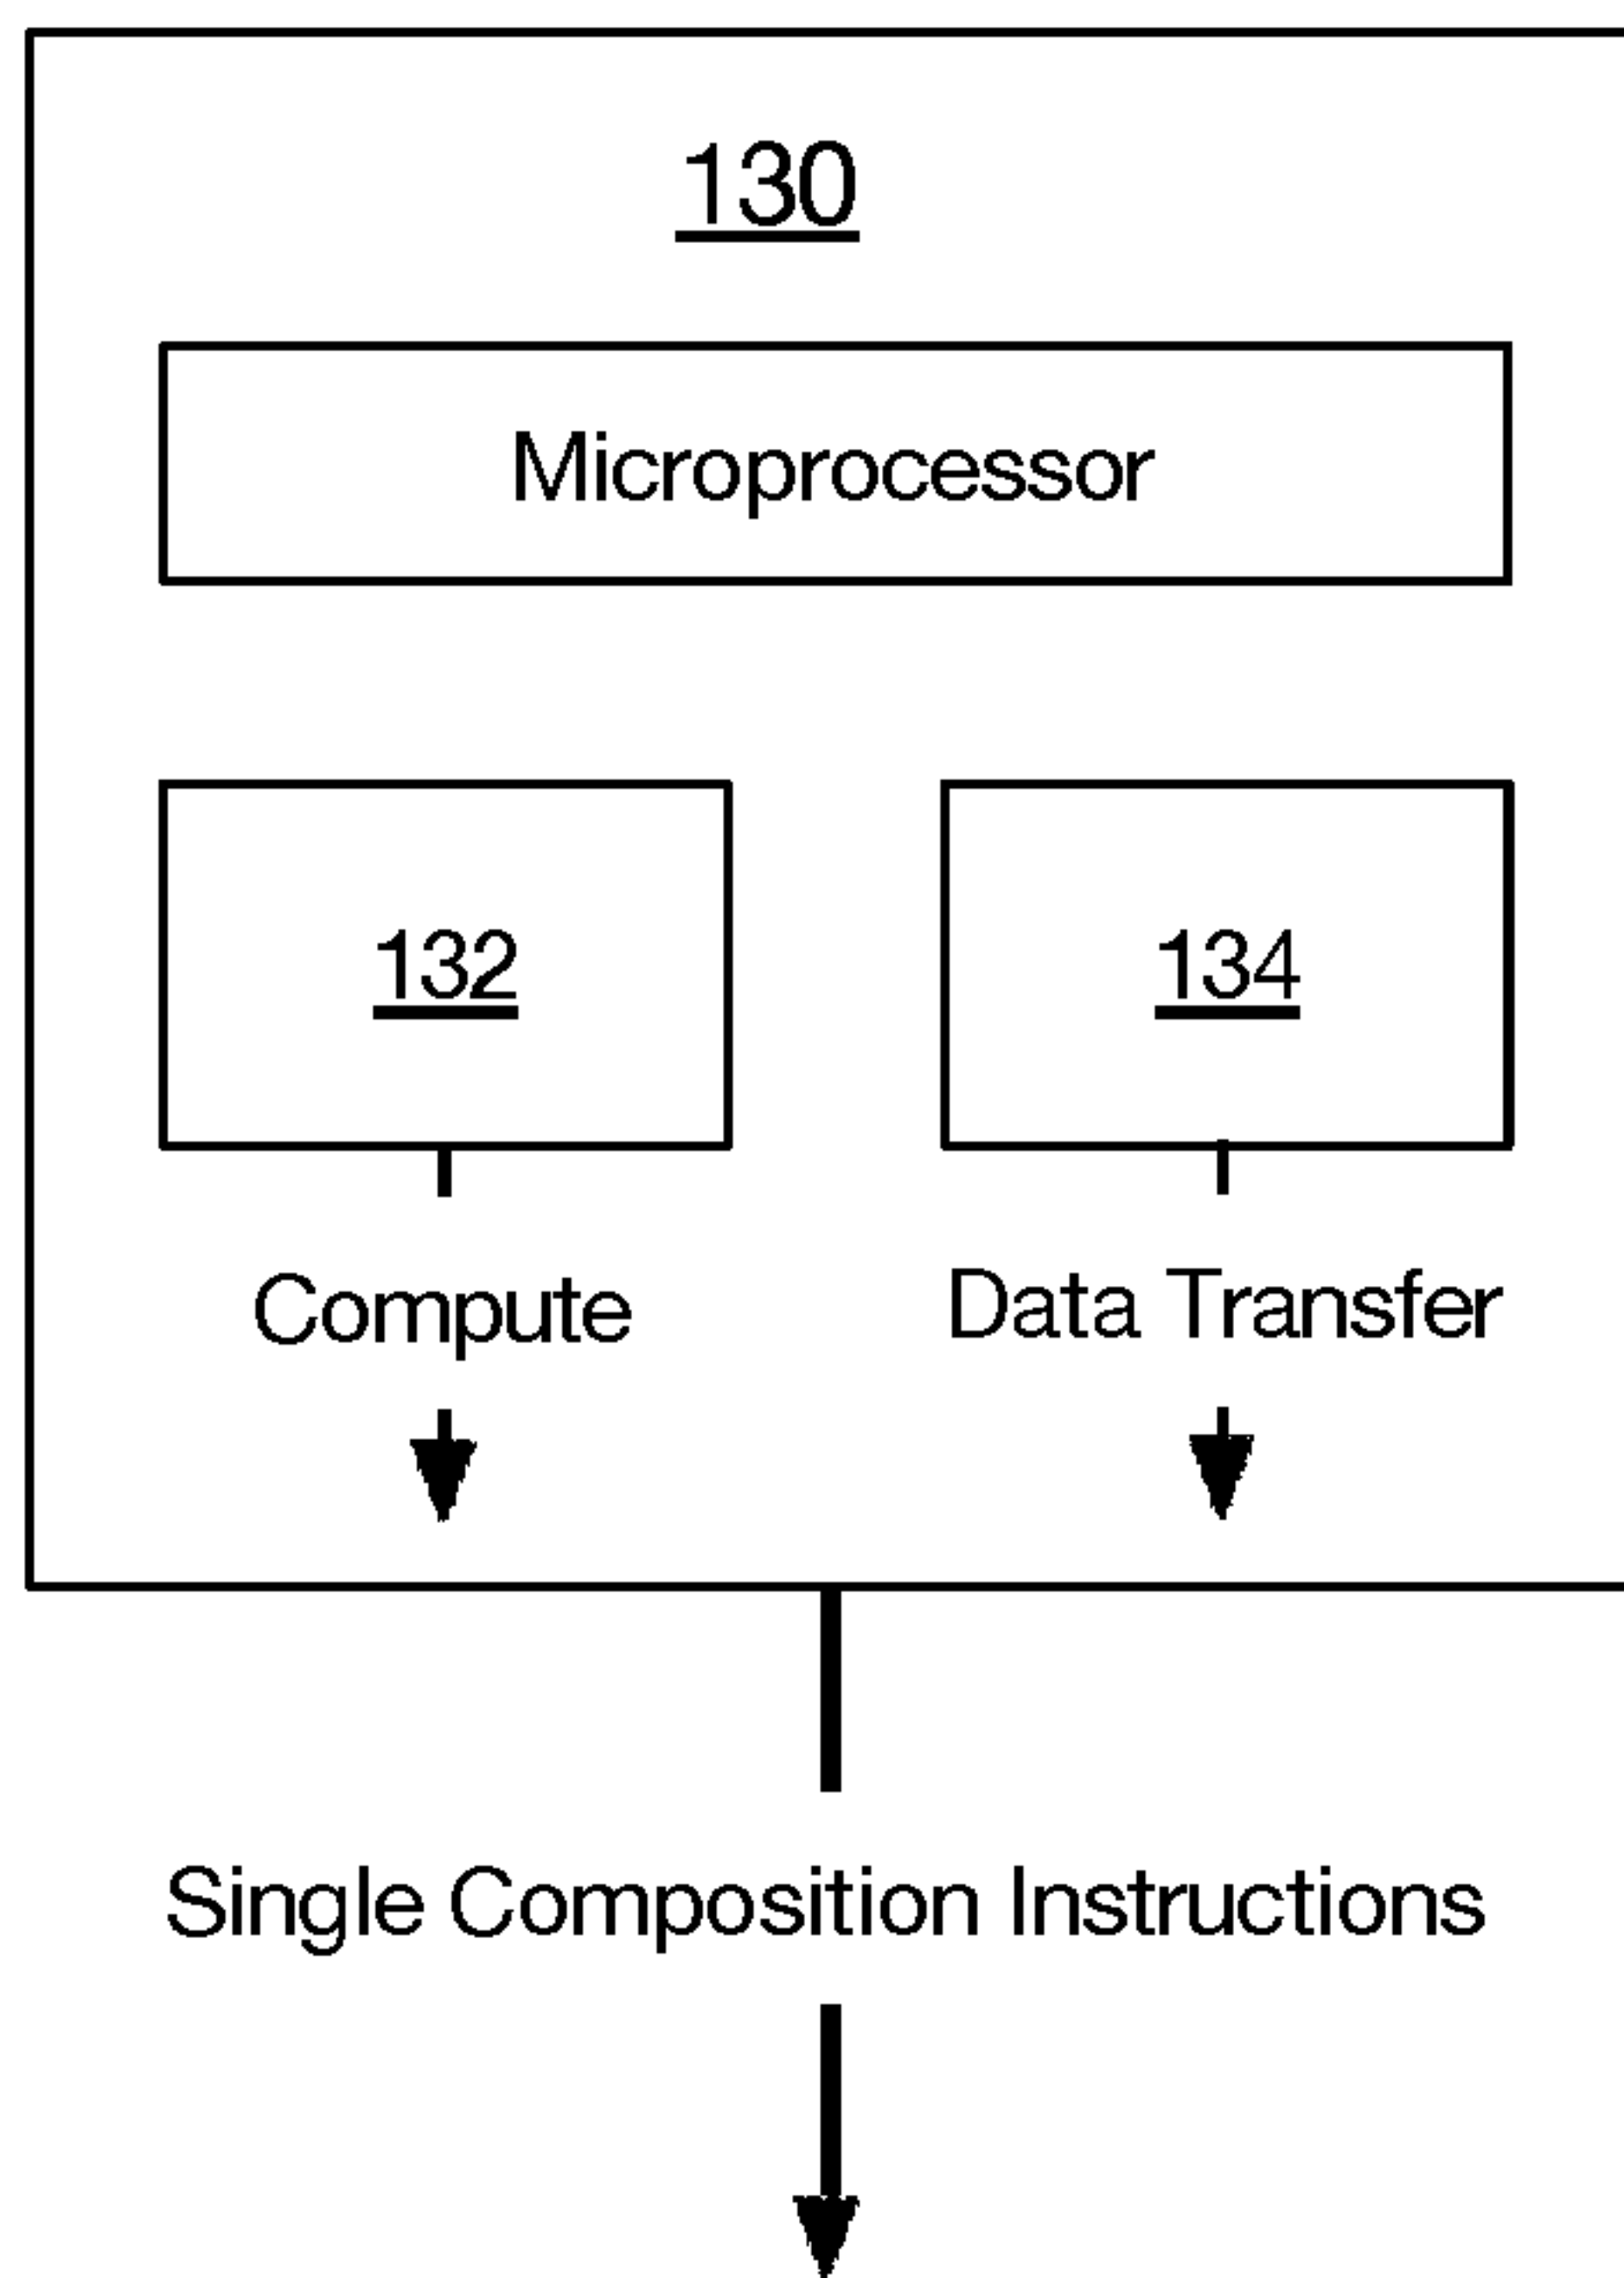 130
Microprocessor
132
134
Compute
Data Transfer
Single Composition Instructions